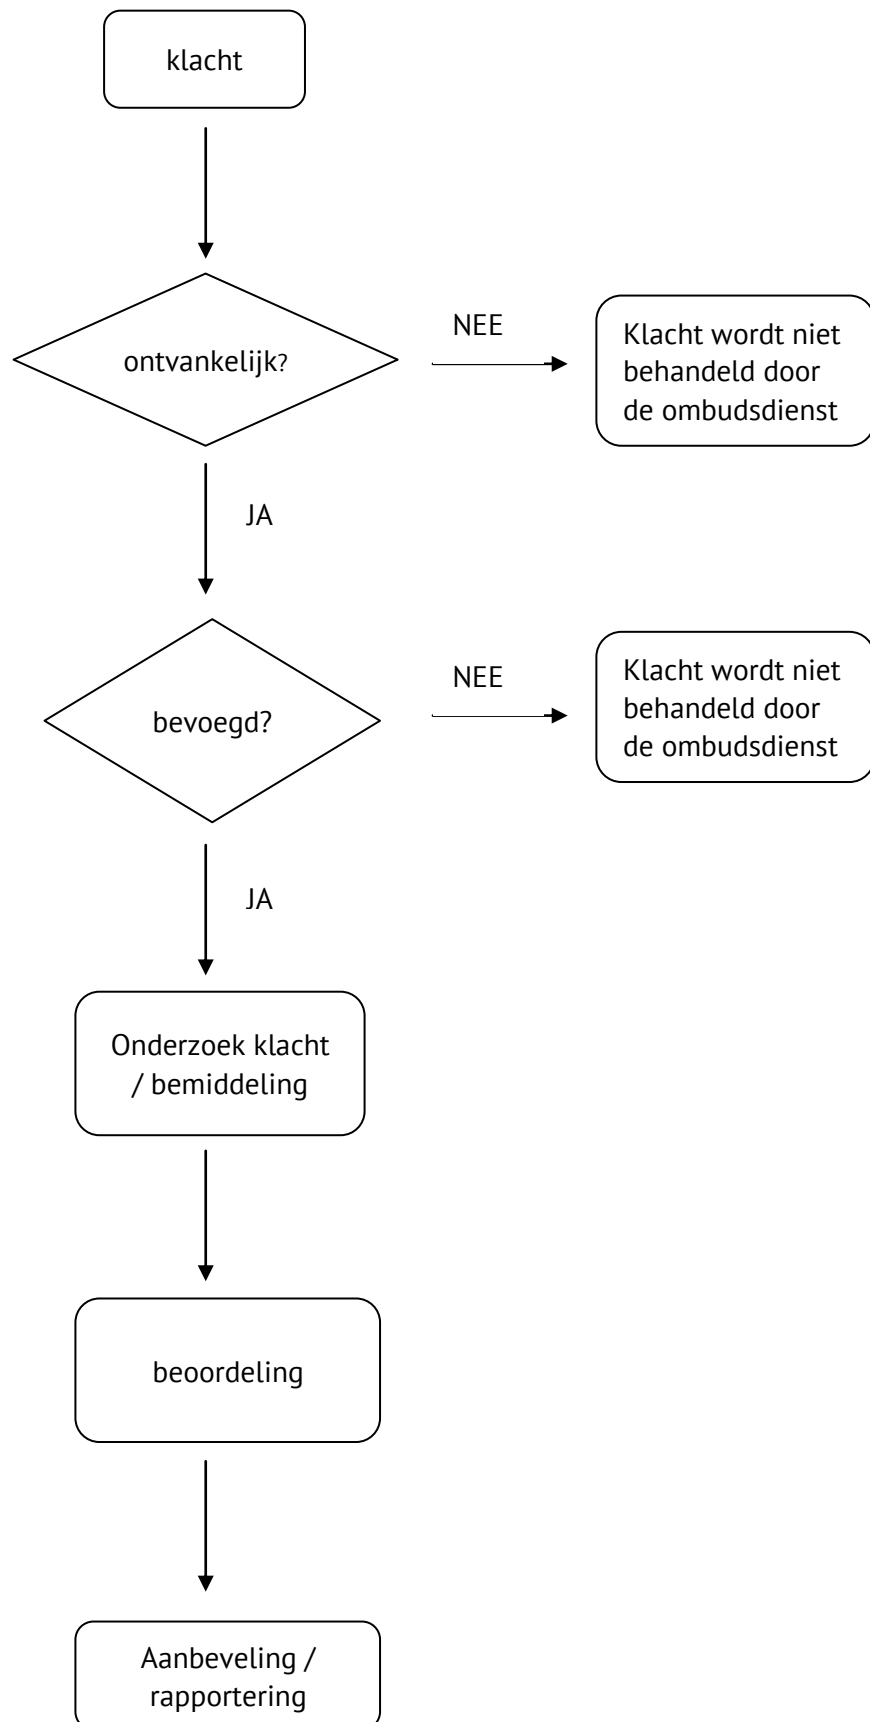 klacht
ontvankelijk?
NEE
Klacht wordt niet
behandeld door
de ombudsdienst
JA
bevoegd?
NEE
Klacht wordt niet
behandeld door
de ombudsdienst
JA
Onderzoek klacht
/ bemiddeling
beoordeling
Aanbeveling /
rapportering